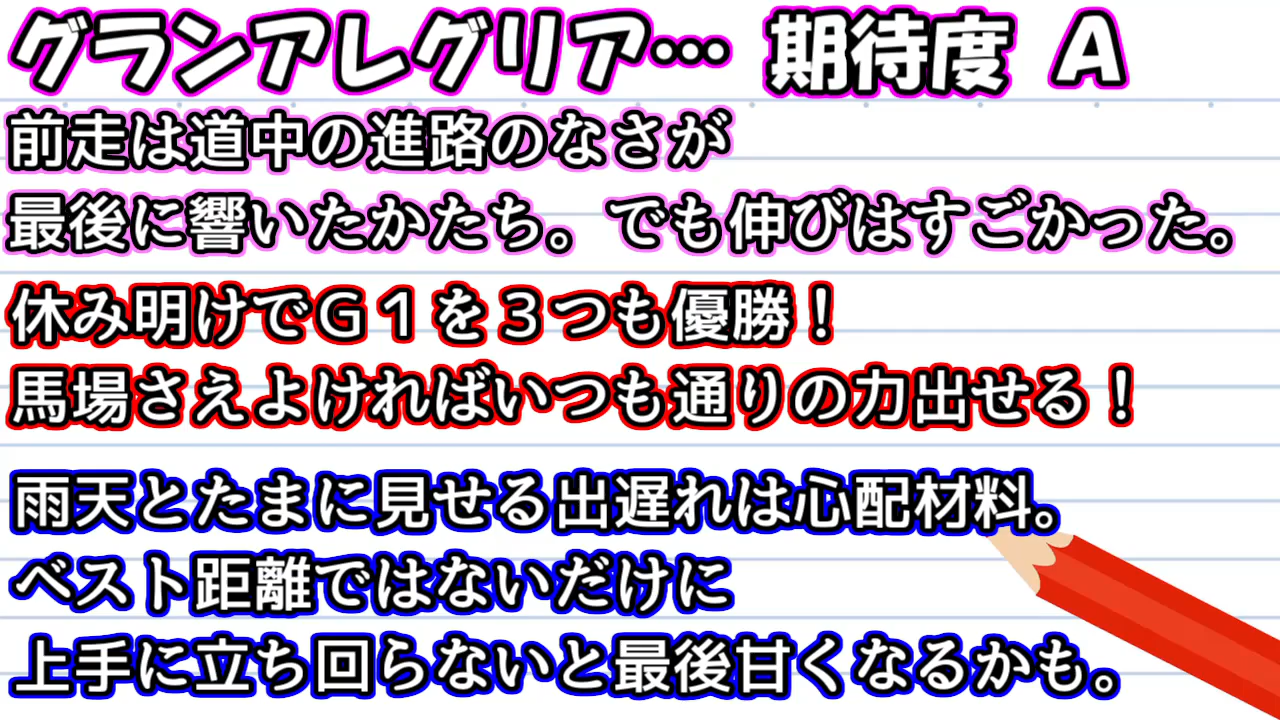 グランアレグリア… 期待度 A
前走は道中の進路のなさが
最後に響いたかたち。でも伸びはすごかった。
休み明けでＧ１を３つも優勝！
馬場さえよければいつも通りの力出せる！
雨天とたまに見せる出遅れは心配材料。
ベスト距離ではないだけに
上手に立ち回らないと最後甘くなるかも。